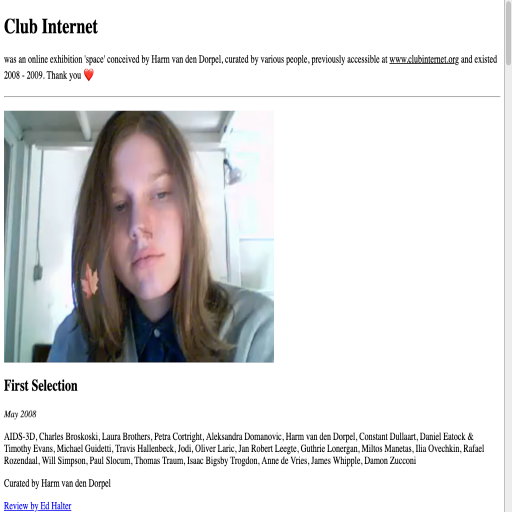 Club Internet
was an online exhibition 'space' conceived by Harm van den Dorpel, curated by various people, previously accessible at www.clubinternet.org and existed
2008 - 2009. Thank you ❤️
First Selection
May 2008
AIDS-3D, Charles Broskoski, Laura Brothers, Petra Cortright, Aleksandra Domanovic, Harm van den Dorpel, Constant Dullaart, Daniel Eatock &
Timothy Evans, Michael Guidetti, Travis Hallenbeck, Jodi, Oliver Laric, Jan Robert Leegte, Guthrie Lonergan, Miltos Manetas, Ilia Ovechkin, Rafael
Rozendaal, Will Simpson, Paul Slocum, Thomas Traum, Isaac Bigsby Trogdon, Anne de Vries, James Whipple, Damon Zucconi
Curated by Harm van den Dorpel
Review by Ed Halter